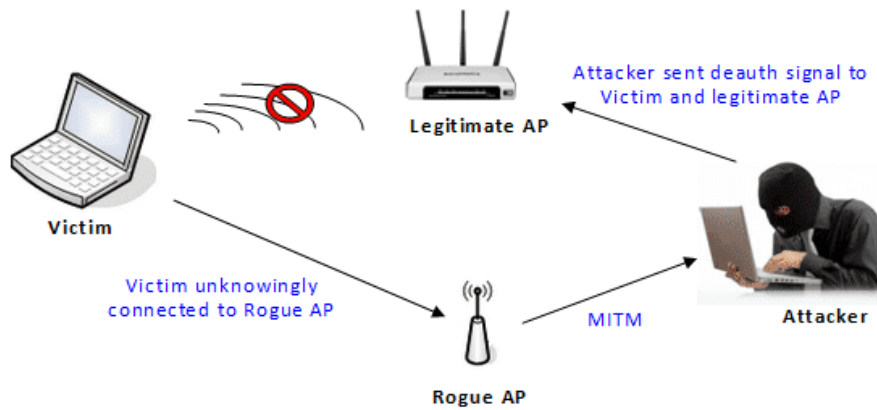 Attacker sent deauth signal to
Victim and legitimate AP
Legitimate AP
Victim
Victim unknowingly
connected to Rogue AP
MITM
Attacker
Rogue AP